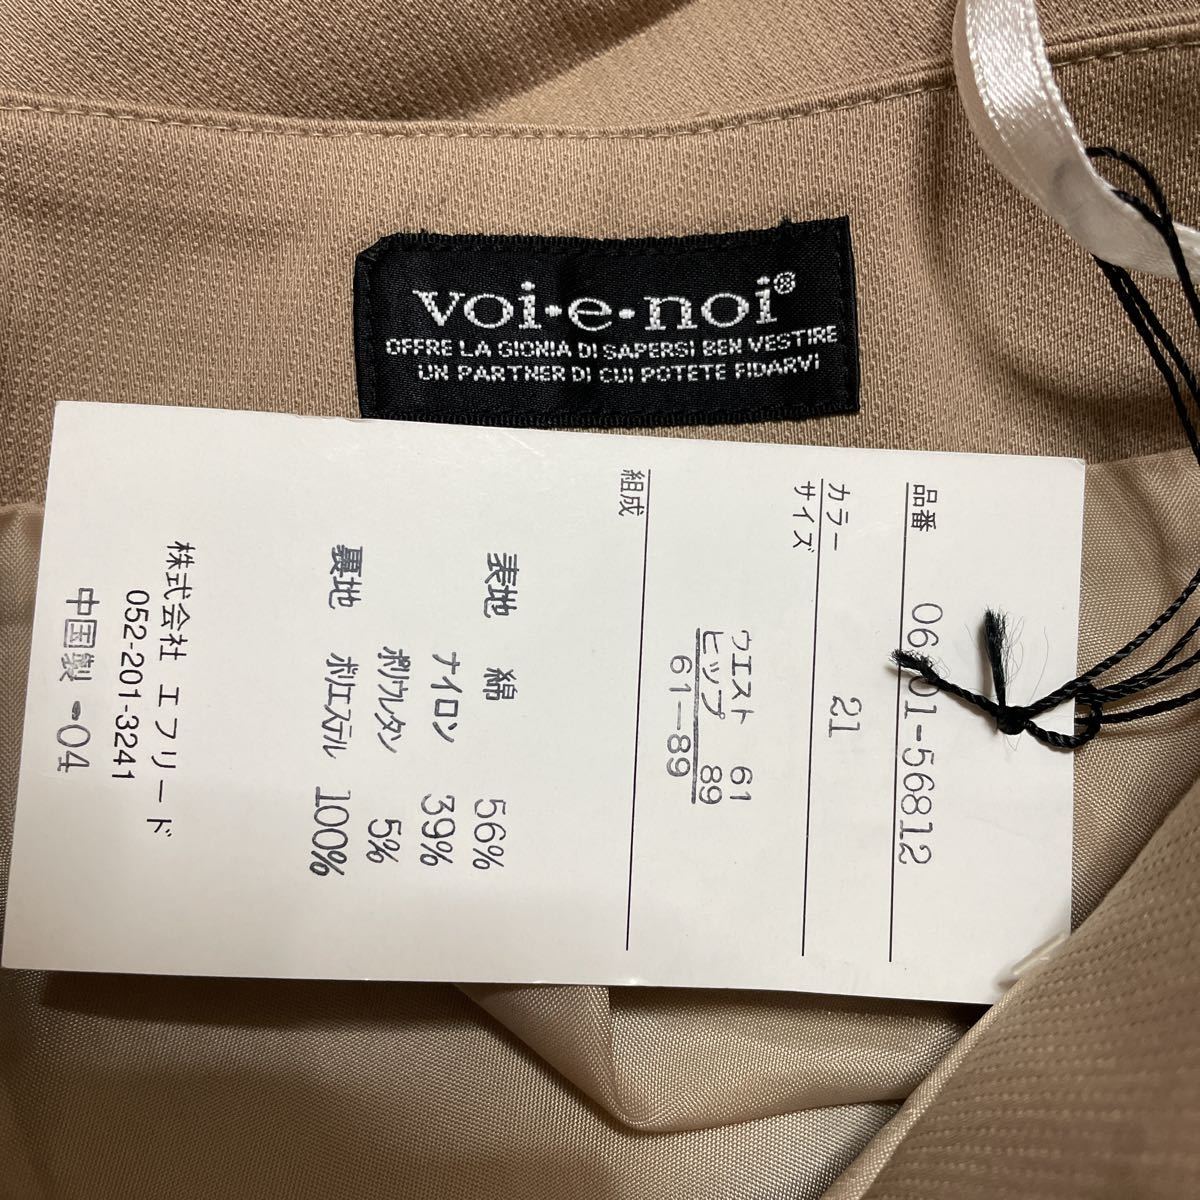 voi・e・noi®
OFFRE LA GIONIA DI SAPERSI BEN VESTIRE
UN PARTNER DI CUI POTETE FIDARVI
品番 06 01-56812
カラー 21
サイズ
ウエスト 61
ヒップ 89
61-89
組成
表地 綿 56%
ナイロン 39%
ポリウレタン 5%
裏地 ポリエステル 100%
株式会社 エフリード
052-201-3241
中国製 -04